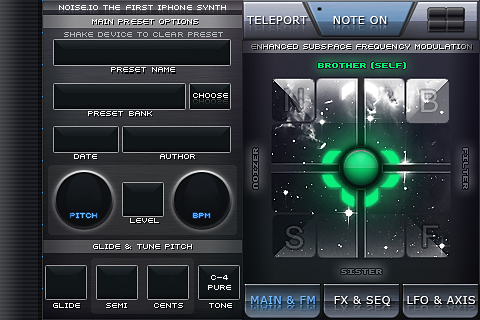 NOISE.IO THE FIRST IPHONE SYNTH
MAIN PRESET OPTIONS
SHAKE DEVICE TO CLEAR PRESET
PRESET NAME
CHOOSE
PRESET BANK
DATE
AUTHOR
PITCH
LEVEL
BPM
GLIDE & TUNE PITCH
C-4
PURE
GLIDE
SEMI
CENTS
TONE
TELEPORT
NOTE ON
ENHANCED SUBSPACE FREQUENCY MODULATION
BROTHER (SELF)
N
B
NOIZER
FILTER
S
F
SISTER
MAIN & FM
FX & SEQ
LFO & AXIS